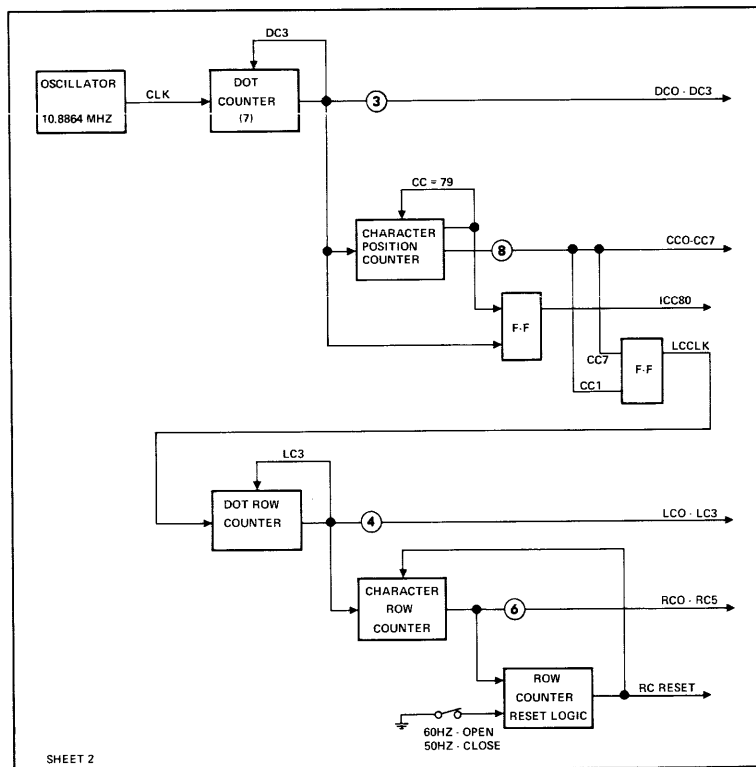 DC3
OSCILLATOR
10.8864 MHZ
CLK
DOT
COUNTER
(7)
3
DCO - DC3
CC = 79
CHARACTER
POSITION
COUNTER
8
CCO-CC7
ICC80
F-F
LCCLK
CC7
F-F
CC1
LC3
DOT ROW
COUNTER
4
LCO - LC3
CHARACTER
ROW
COUNTER
6
RCO - RC5
ROW
COUNTER
RESET LOGIC
RC RESET
60HZ - OPEN
50HZ - CLOSE
SHEET 2